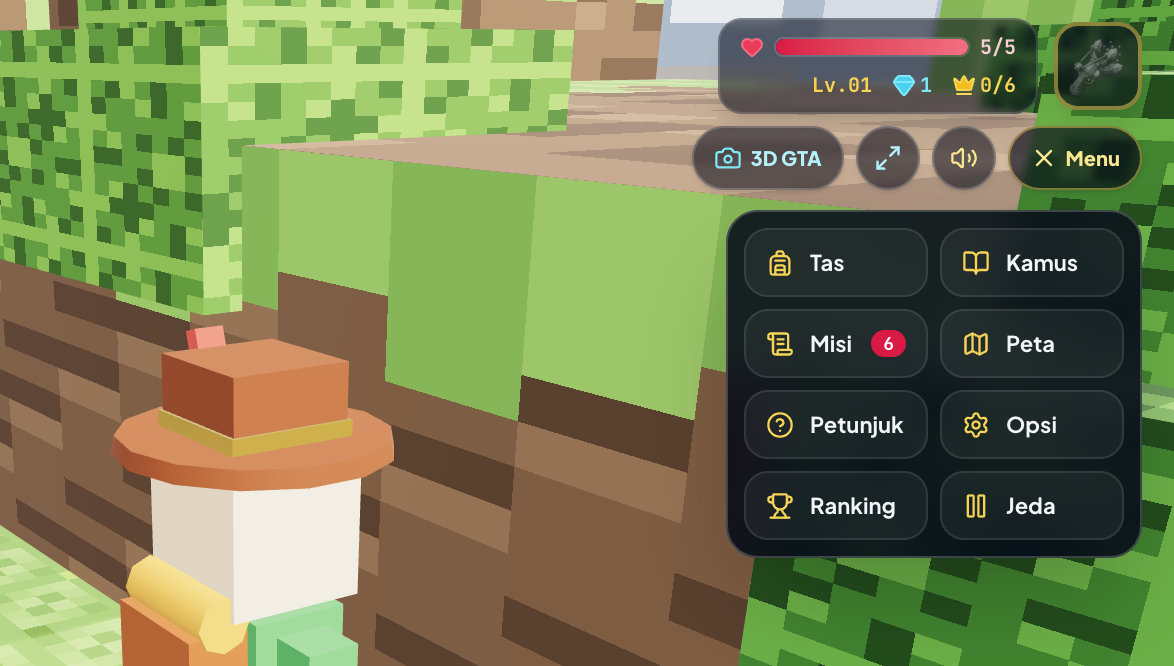 5/5
Lv.01 1 0/6
3D GTA Menu
Tas Kamus
Misi 6 Peta
Petunjuk Opsi
Ranking Jeda